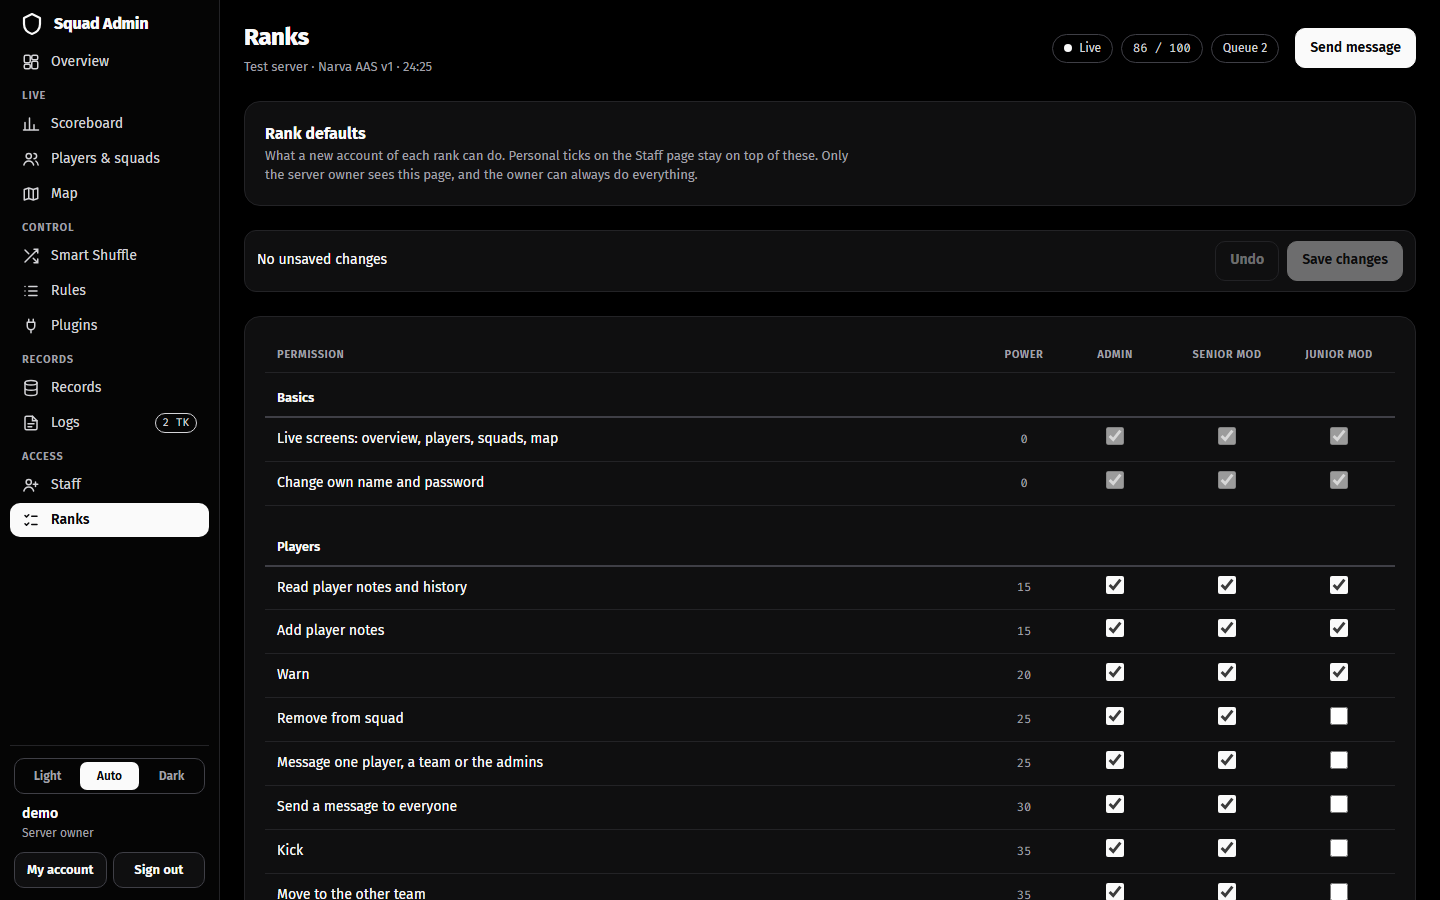 Squad Admin
Overview
LIVE
Scoreboard
Players & squads
Map
CONTROL
Smart Shuffle
Rules
Plugins
RECORDS
Records
Logs
2 TK
ACCESS
Staff
Ranks
Light
Auto
Dark
demo
Server owner
My account
Sign out
Ranks
Test server · Narva AAS v1 · 24:25
Live
86 / 100
Queue 2
Send message
Rank defaults
What a new account of each rank can do. Personal ticks on the Staff page stay on top of these. Only
the server owner sees this page, and the owner can always do everything.
No unsaved changes
Undo
Save changes
PERMISSION POWER ADMIN SENIOR MOD JUNIOR MOD
Basics
Live screens: overview, players, squads, map 0
Change own name and password 0
Players
Read player notes and history 15
Add player notes 15
Warn 20
Remove from squad 25
Message one player, a team or the admins 25
Send a message to everyone 30
Kick 35
Move to the other team 35